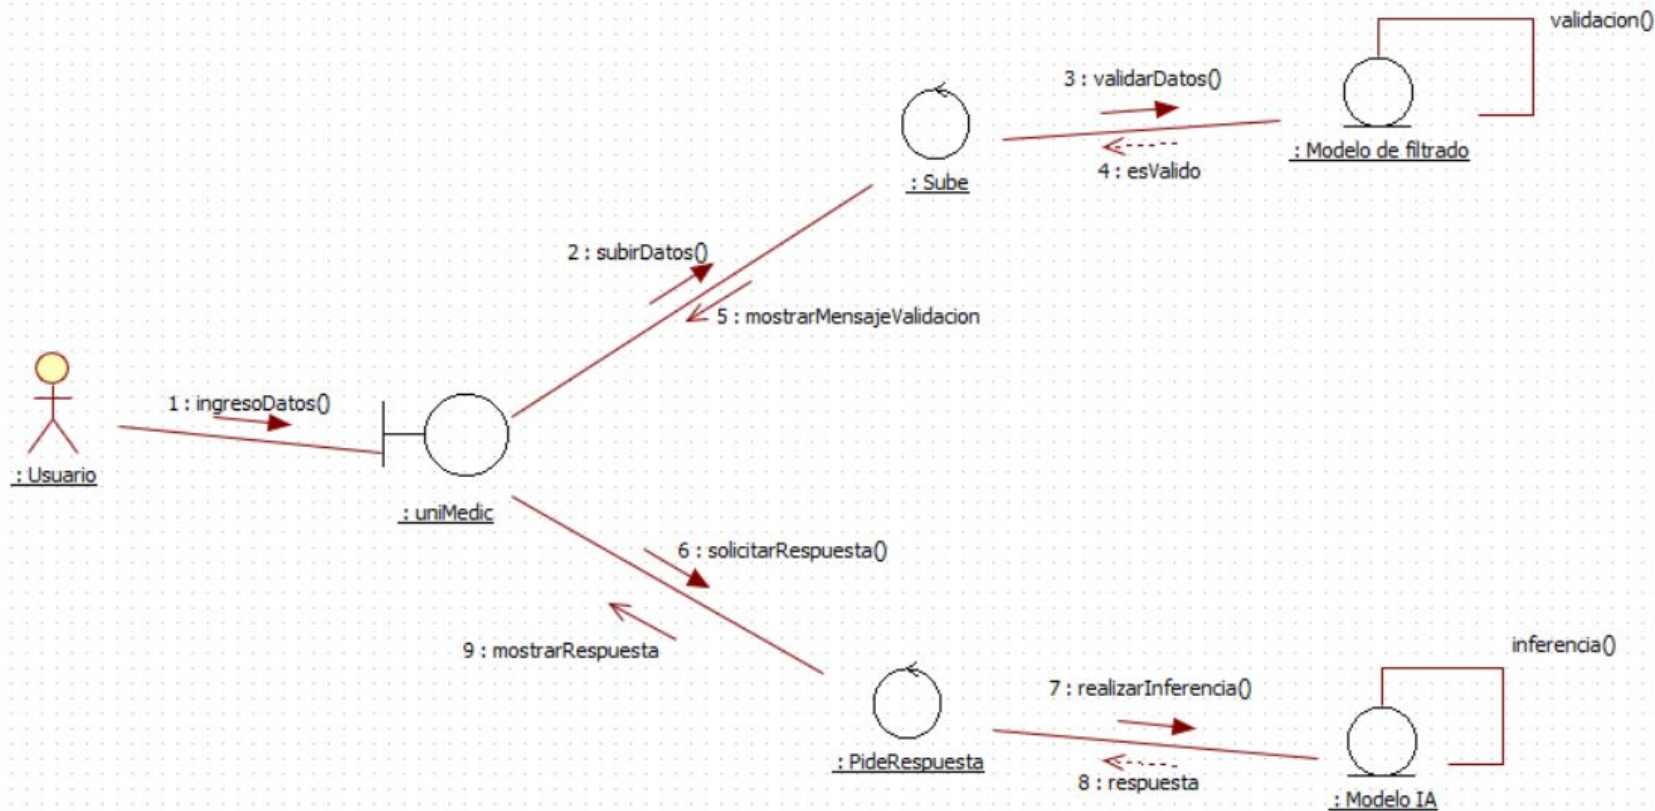 validacion()
3 : validarDatos()
: Modelo de filtrado
4 : esValido
: Sube
2 : subirDatos()
5 : mostrarMensajeValidacion
1 : ingresoDatos()
: Usuario
: uniMedic
6 : solicitarRespuesta()
9 : mostrarRespuesta
inferencia()
7 : realizarInferencia()
: PideRespuesta
8 : respuesta
: Modelo IA